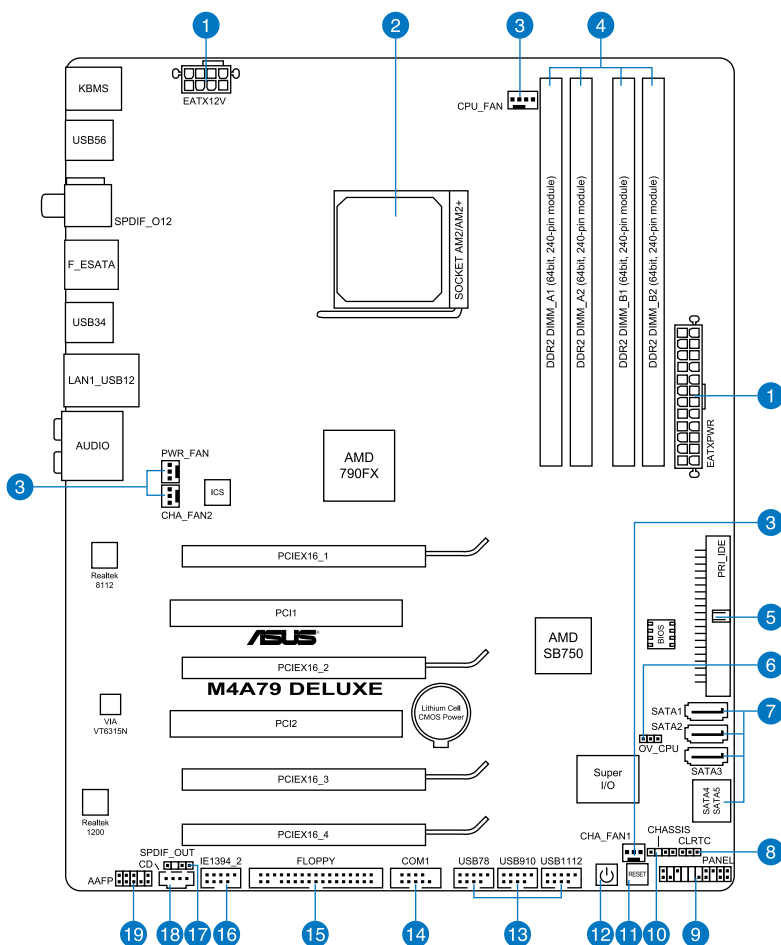 1
2
3
4
KBMS
EATX12V
CPU_FAN
USB56
SPDIF_O12
SOCKET AM2/AM2+
DDR2 DIMM_A1 (64bit, 240-pin module)
DDR2 DIMM_A2 (64bit, 240-pin module)
DDR2 DIMM_B1 (64bit, 240-pin module)
DDR2 DIMM_B2 (64bit, 240-pin module)
F_ESATA
USB34
LAN1_USB12
1
EATXPWR
AUDIO
PWR_FAN
3
CHA_FAN2
ICS
AMD
790FX
3
Realtek
8112
PCIEX16_1
PRI_IDE
PCI1
5
ASUS
AMD
SB750
BIOS
6
PCIEX16_2
M4A79 DELUXE
VIA
VT6315N
PCI2
Lithium Cell
CMOS Power
SATA1
SATA2
7
OV_CPU
SATA3
PCIEX16_3
Super
I/O
SATA4
SATA5
Realtek
1200
PCIEX16_4
CHA_FAN1
CHASSIS
CLRTC
8
SPDIF_OUT
CD
AAFP
IE1394_2
FLOPPY
COM1
USB78
USB910
USB1112
RESET
PANEL
19
18
17
16
15
14
13
12
11
10
9